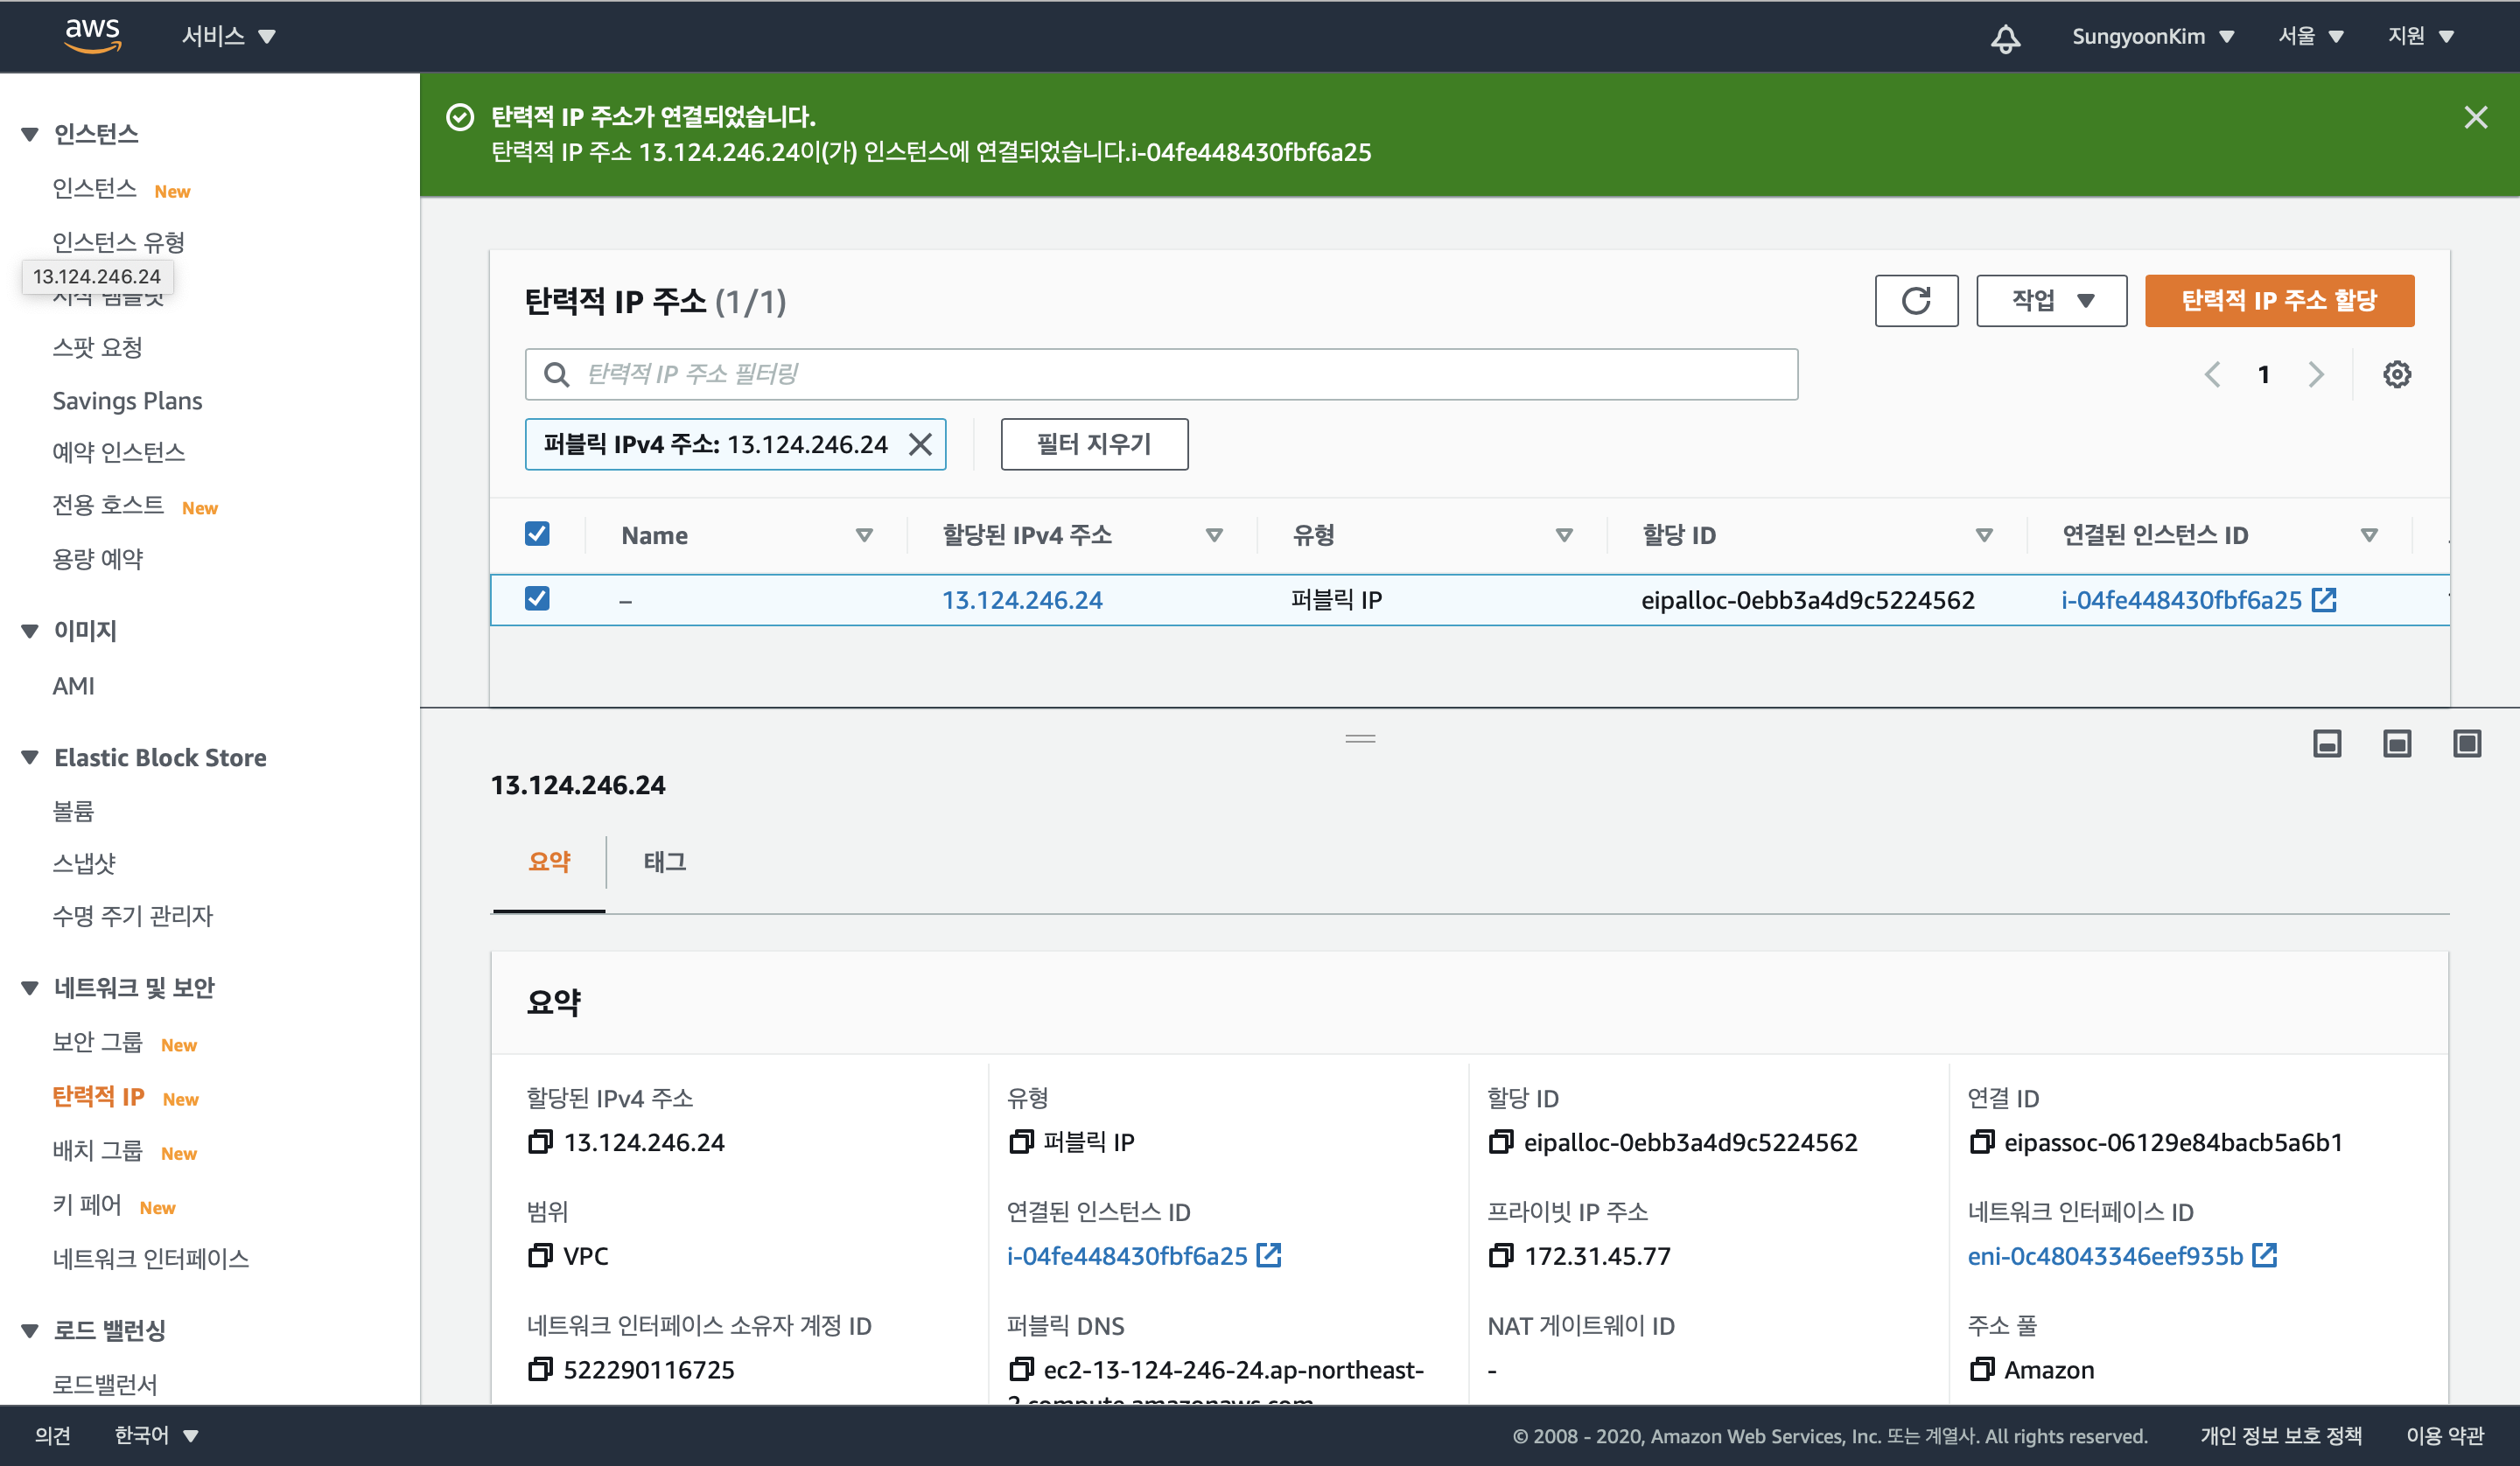 aws
서비스
SungyoonKim
서울
지원
인스턴스
인스턴스 New
인스턴스 유형
13.124.246.24
스팟 요청
Savings Plans
예약 인스턴스
전용 호스트 New
용량 예약
이미지
AMI
Elastic Block Store
볼륨
스냅샷
수명 주기 관리자
네트워크 및 보안
보안 그룹 New
탄력적 IP New
배치 그룹 New
키 페어 New
네트워크 인터페이스
로드 밸런싱
로드밸런서
탄력적 IP 주소가 연결되었습니다.
탄력적 IP 주소 13.124.246.24이(가) 인스턴스에 연결되었습니다.i-04fe448430fbf6a25
탄력적 IP 주소 (1/1)
작업
탄력적 IP 주소 할당
탄력적 IP 주소 필터링
1
퍼블릭 IPv4 주소: 13.124.246.24
필터 지우기
Name 할당된 IPv4 주소 유형 할당 ID 연결된 인스턴스 ID
– 13.124.246.24 퍼블릭 IP eipalloc-0ebb3a4d9c5224562 i-04fe448430fbf6a25
13.124.246.24
요약 태그
요약
할당된 IPv4 주소 유형 할당 ID 연결 ID
13.124.246.24 퍼블릭 IP eipalloc-0ebb3a4d9c5224562 eipassoc-06129e84bacb5a6b1
범위 연결된 인스턴스 ID 프라이빗 IP 주소 네트워크 인터페이스 ID
VPC i-04fe448430fbf6a25 172.31.45.77 eni-0c48043346eef935b
네트워크 인터페이스 소유자 계정 ID 퍼블릭 DNS NAT 게이트웨이 ID 주소 풀
522290116725 ec2-13-124-246-24.ap-northeast- - Amazon
2.compute.amazonaws.com
의견
한국어
© 2008 - 2020, Amazon Web Services, Inc. 또는 계열사. All rights reserved.
개인 정보 보호 정책
이용 약관